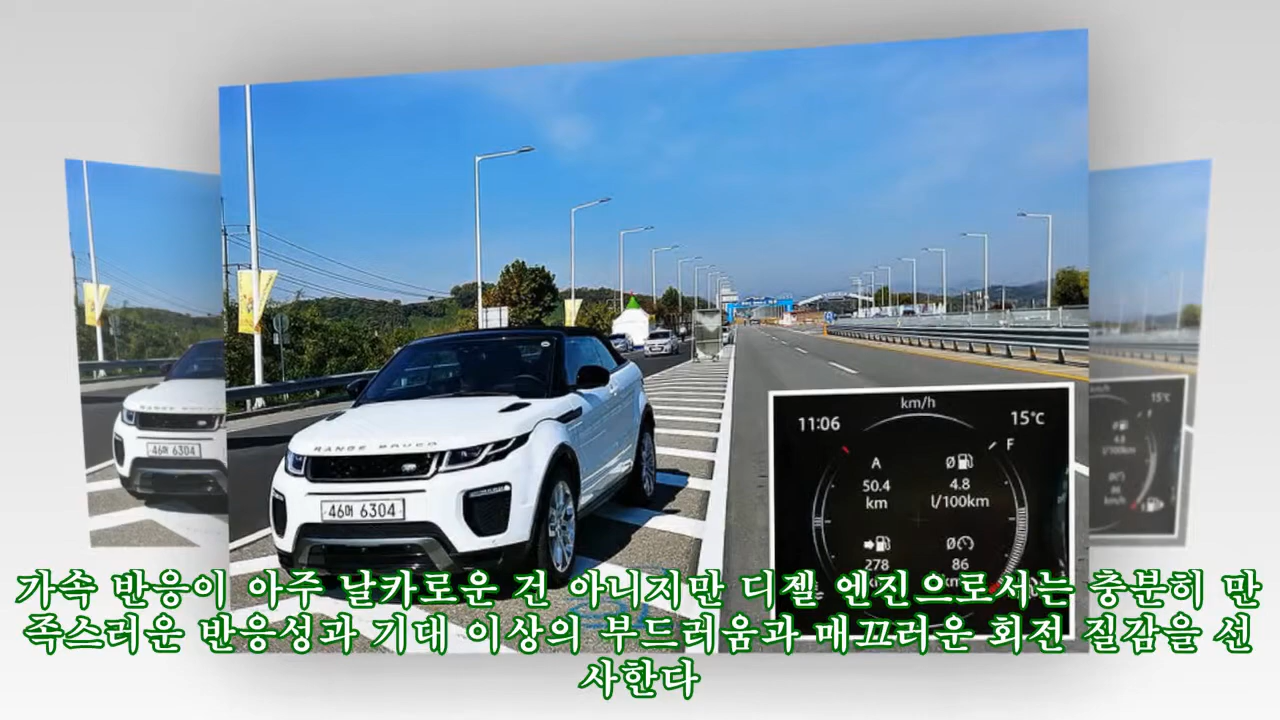 RANGE ROVER
46머 6304
km/h
11:06
15°C
F
A
50.4
km
Ø
4.8
l/100km
278
Ø
86
가속 반응이 아주 날카로운 건 아니지만 디젤 엔진으로서는 충분히 만
족스러운 반응성과 기대 이상의 부드러움과 매끄러운 회전 질감을 선
사한다